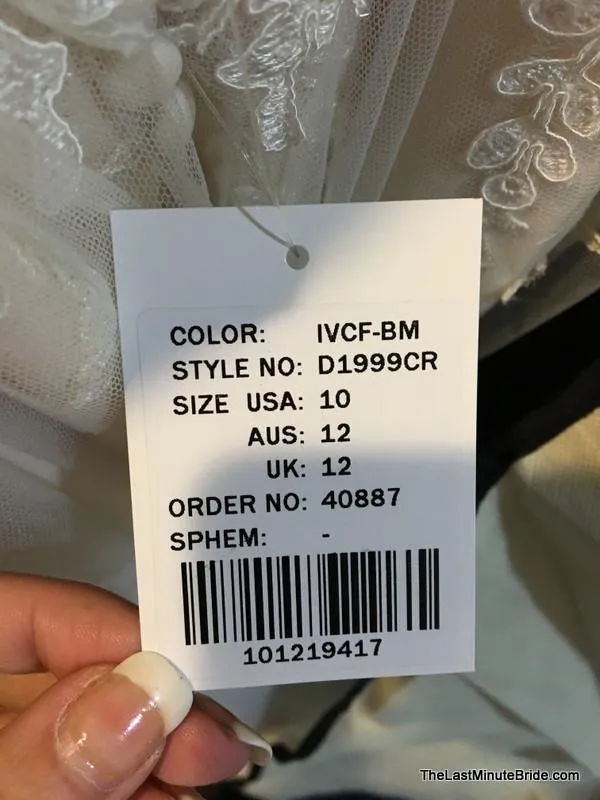 COLOR: IVCF-BM
STYLE NO: D1999CR
SIZE USA: 10
AUS: 12
UK: 12
ORDER NO: 40887
SPHEM: -
101219417
TheLastMinuteBride.com